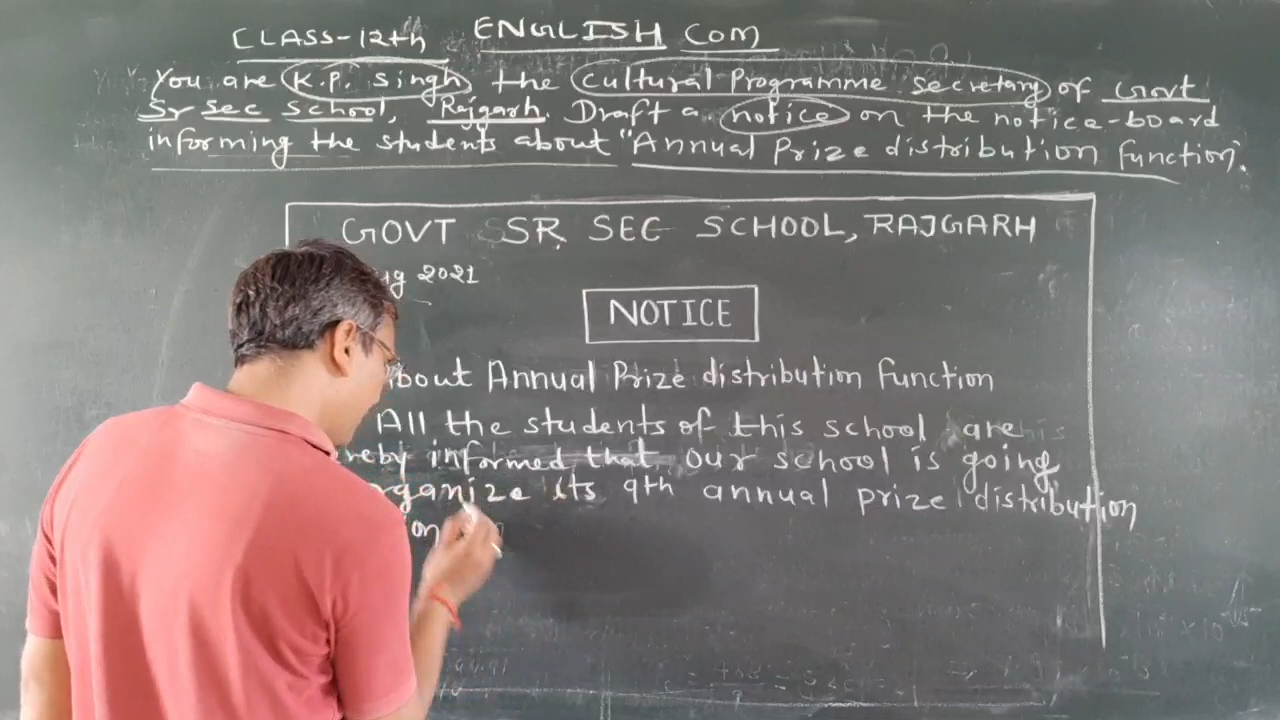 CLASS-12th ENGLISH COM
You are K.P. Singh the Cultural Programme secretary of Govt
Sr Sec School, Rajgarh. Draft a notice on the notice-board
informing the students about "Annual Prize distribution function".
GOVT SR SEC SCHOOL, RAJGARH
ug 2021
NOTICE
bout Annual Prize distribution function
All the students of this school are
reby informed that our school is going
rganize its 9th annual prize distribution
ion